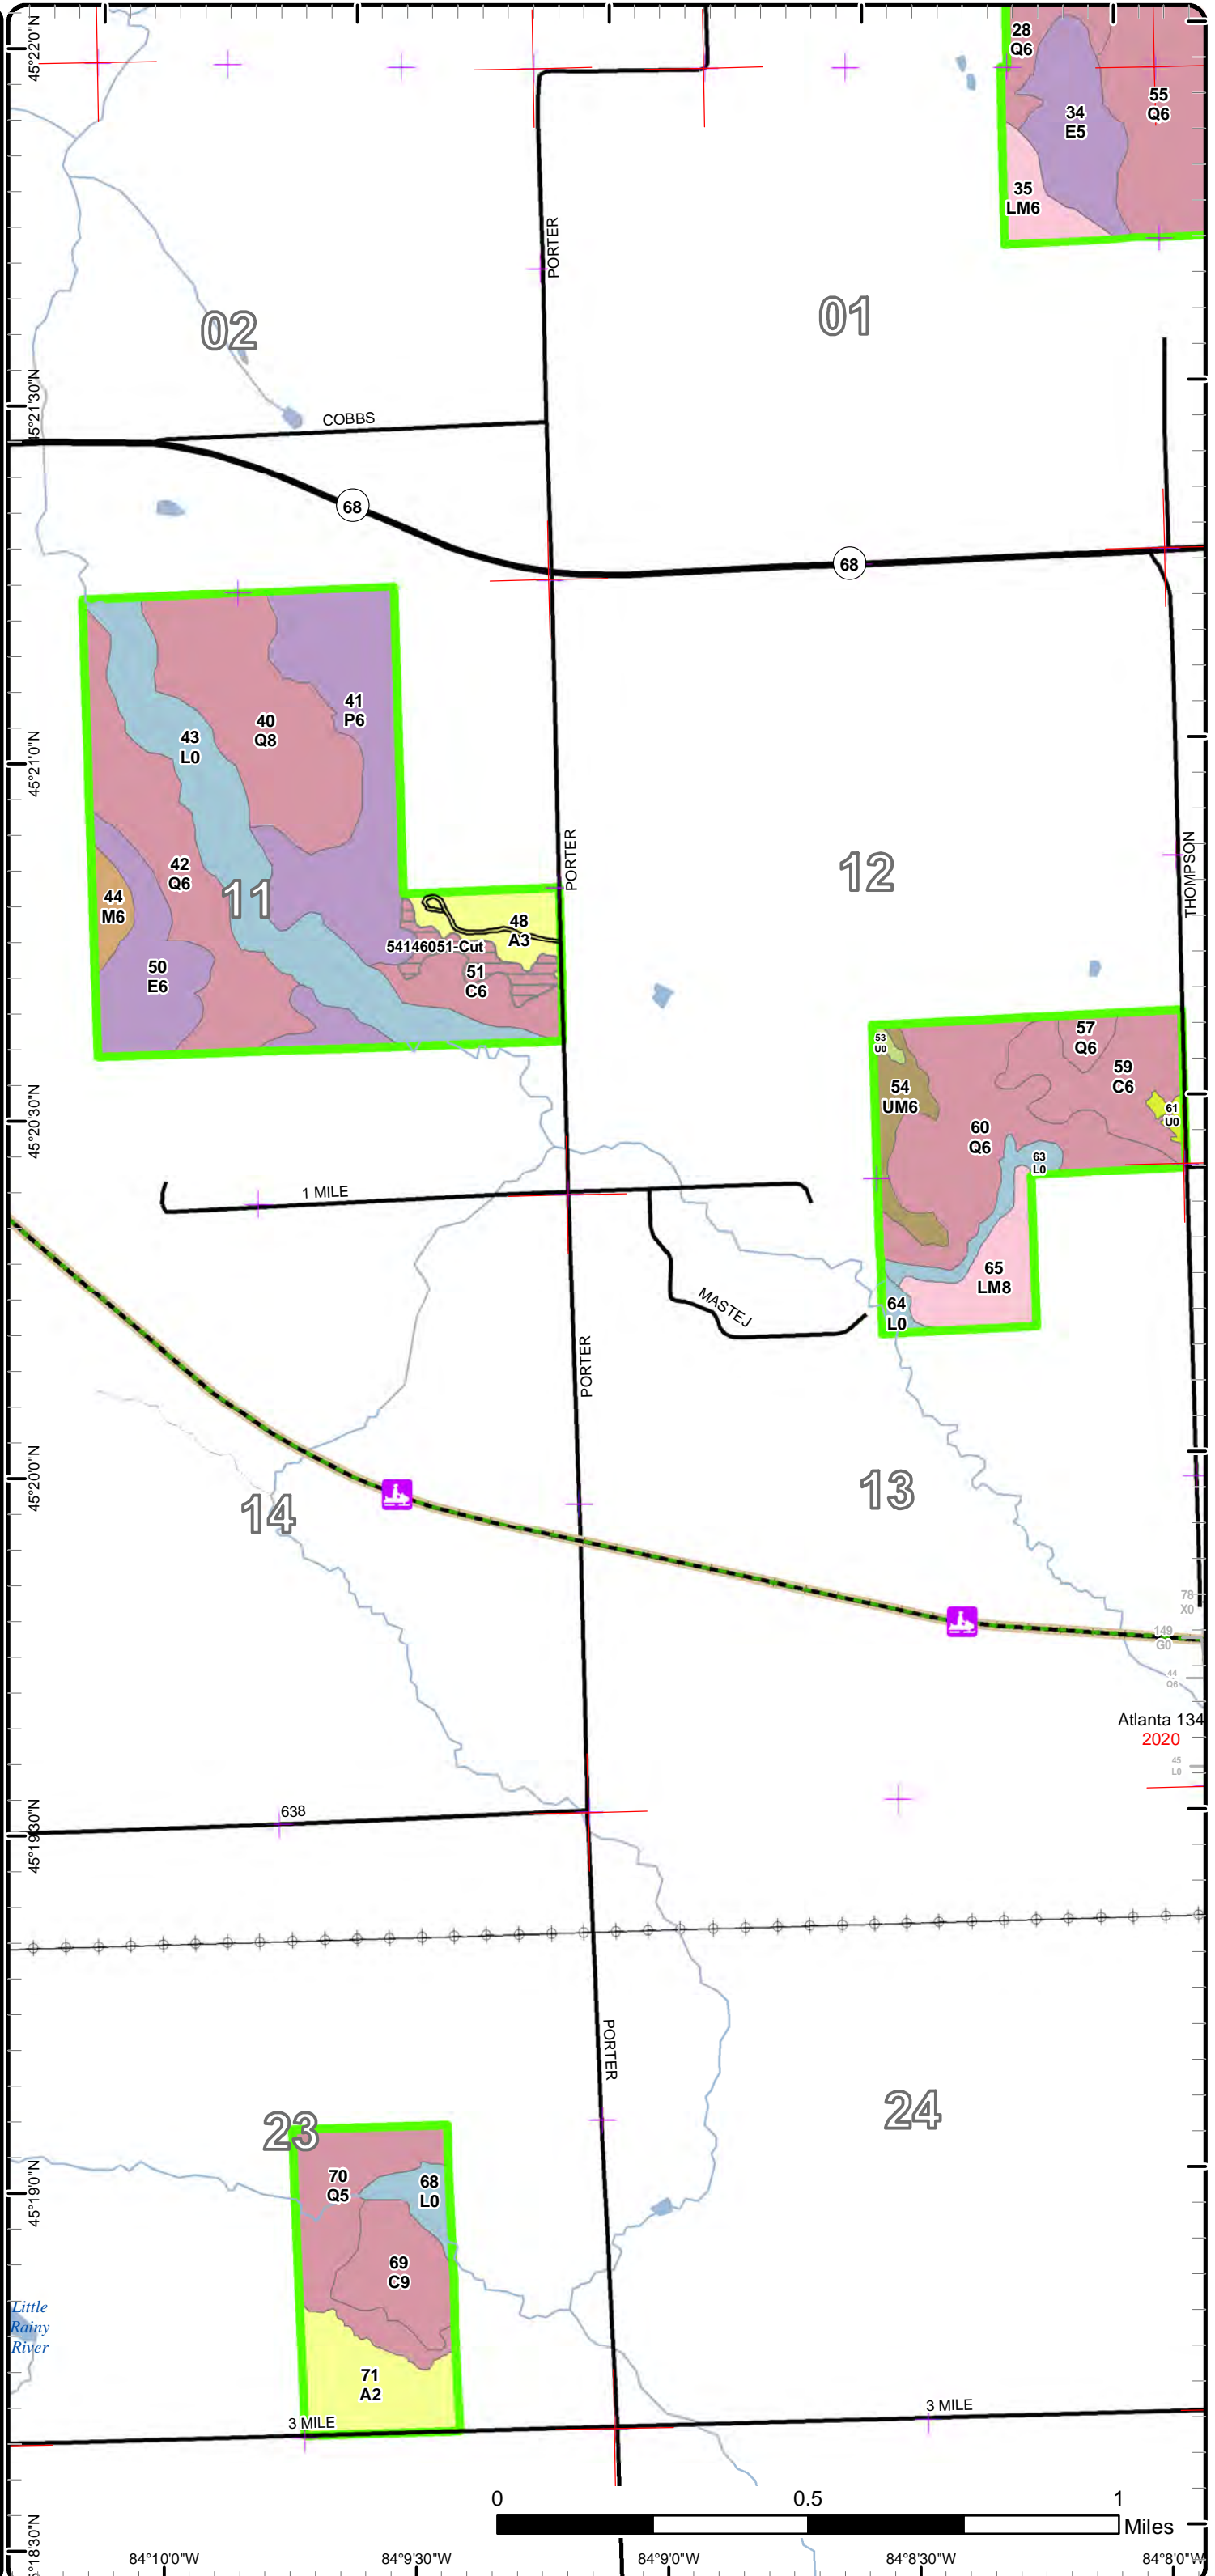 45°22'0"N
28
Q6
55
Q6
34
E5
35
LM6
PORTER
02
01
45°21'30"N
COBBS
68
68
41
P6
40
Q8
43
L0
45°21'0"N
PORTER
THOMPSON
42
Q6
11
12
44
M6
48
A3
54146051-Cut
51
C6
50
E6
57
Q6
53
U0
59
C6
54
UM6
61
U0
45°20'30"N
60
Q6
63
L0
1 MILE
65
LM8
MASTEJ
64
L0
PORTER
45°20'0"N
13
14
78
X0
149
G0
44
Q6
Atlanta 134
2020
45
L0
638
45°19'30"N
PORTER
24
23
70
Q5
68
L0
45°19'0"N
69
C9
Little
Rainy
River
71
A2
3 MILE
3 MILE
0
0.5
1
Miles
45°18'30"N
84°10'0"W
84°9'30"W
84°9'0"W
84°8'30"W
84°8'0"W